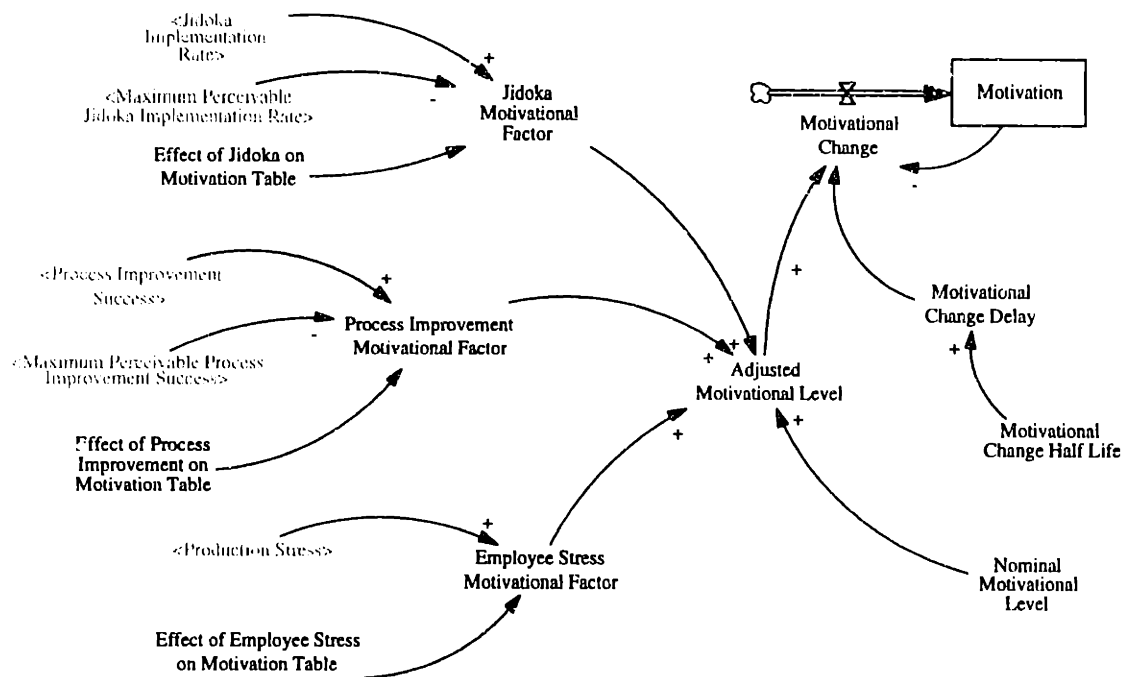 <Jidoka
Implementation
Rate>
+
<Maximum Perceivable
Jidoka Implementation Rate>
-
Jidoka
Motivational
Factor
Effect of Jidoka on
Motivation Table
Motivation
Motivational
Change
-
<Process Improvement
Success>
+
<Maximum Perceivable Process
Improvement Success>
-
Process Improvement
Motivational Factor
Effect of Process
Improvement on
Motivation Table
+
+
+
Adjusted
Motivational Level
+
+
Motivational
Change Delay
+
Motivational
Change Half Life
<Production Stress>
+
Employee Stress
Motivational Factor
Effect of Employee Stress
on Motivation Table
Nominal
Motivational
Level